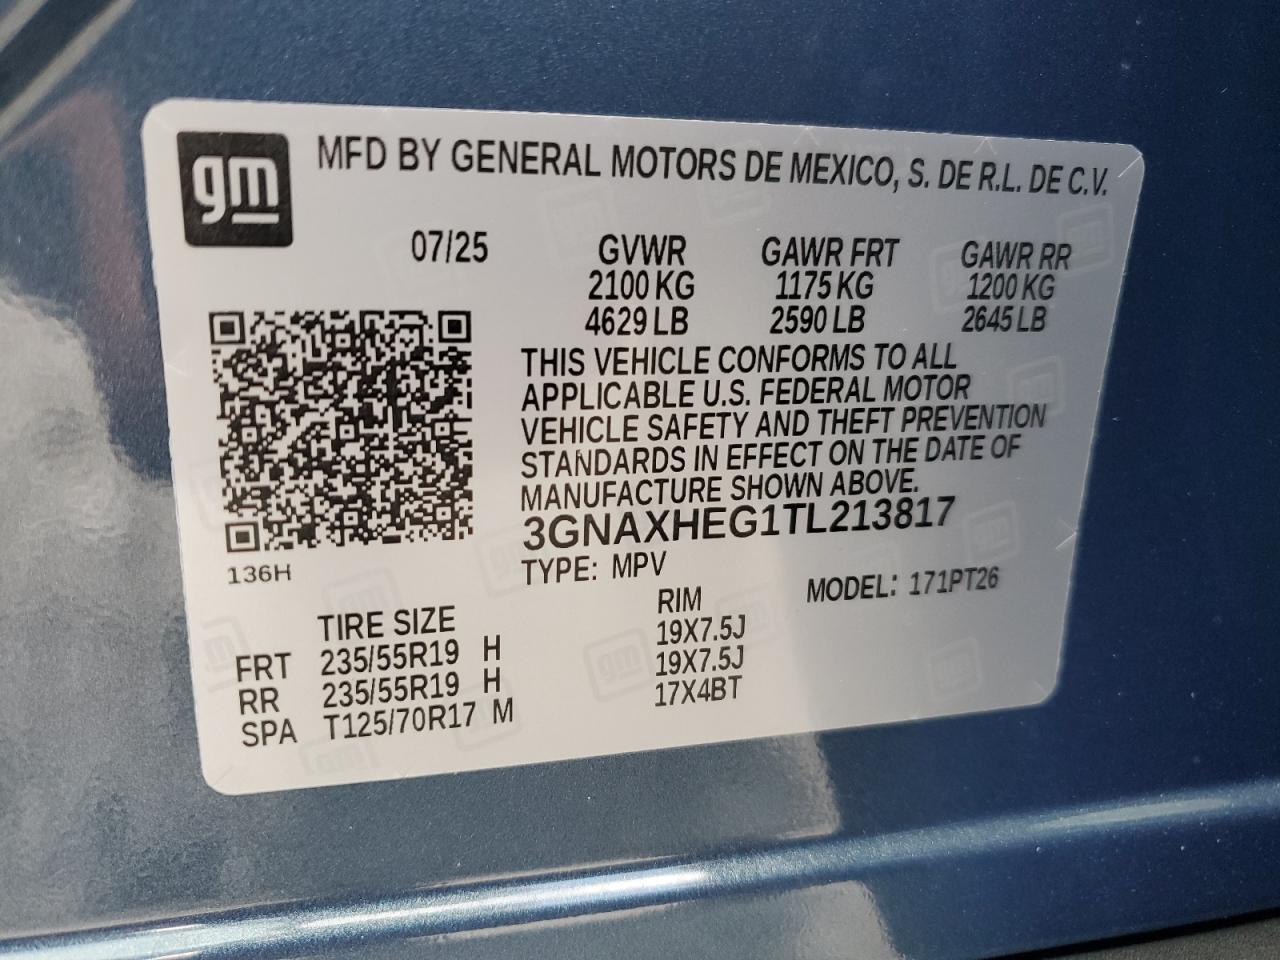 gm
MFD BY GENERAL MOTORS DE MEXICO, S. DE R.L. DE C.V.
07/25 GVWR GAWR FRT GAWR RR
2100 KG 1175 KG 1200 KG
4629 LB 2590 LB 2645 LB
THIS VEHICLE CONFORMS TO ALL
APPLICABLE U.S. FEDERAL MOTOR
VEHICLE SAFETY AND THEFT PREVENTION
STANDARDS IN EFFECT ON THE DATE OF
MANUFACTURE SHOWN ABOVE.
3GNAXHEG1TL213817
136H
TYPE: MPV MODEL: 171PT26
TIRE SIZE RIM
FRT 235/55R19 H 19X7.5J
RR 235/55R19 H 19X7.5J
SPA T125/70R17 M 17X4BT